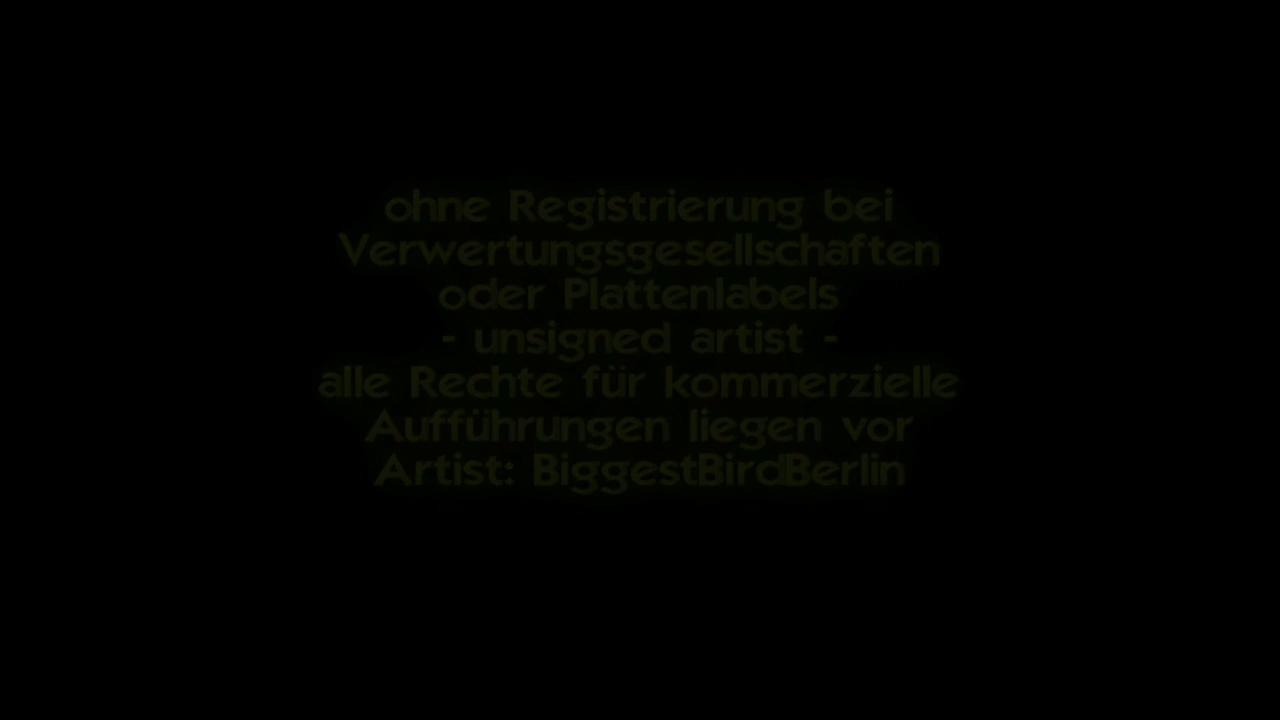 ohne Registrierung bei
Verwertungsgesellschaften
oder Plattenlabels
- unsigned artist -
alle Rechte für kommerzielle
Aufführungen liegen vor
Artist: BiggestBirdBerlin